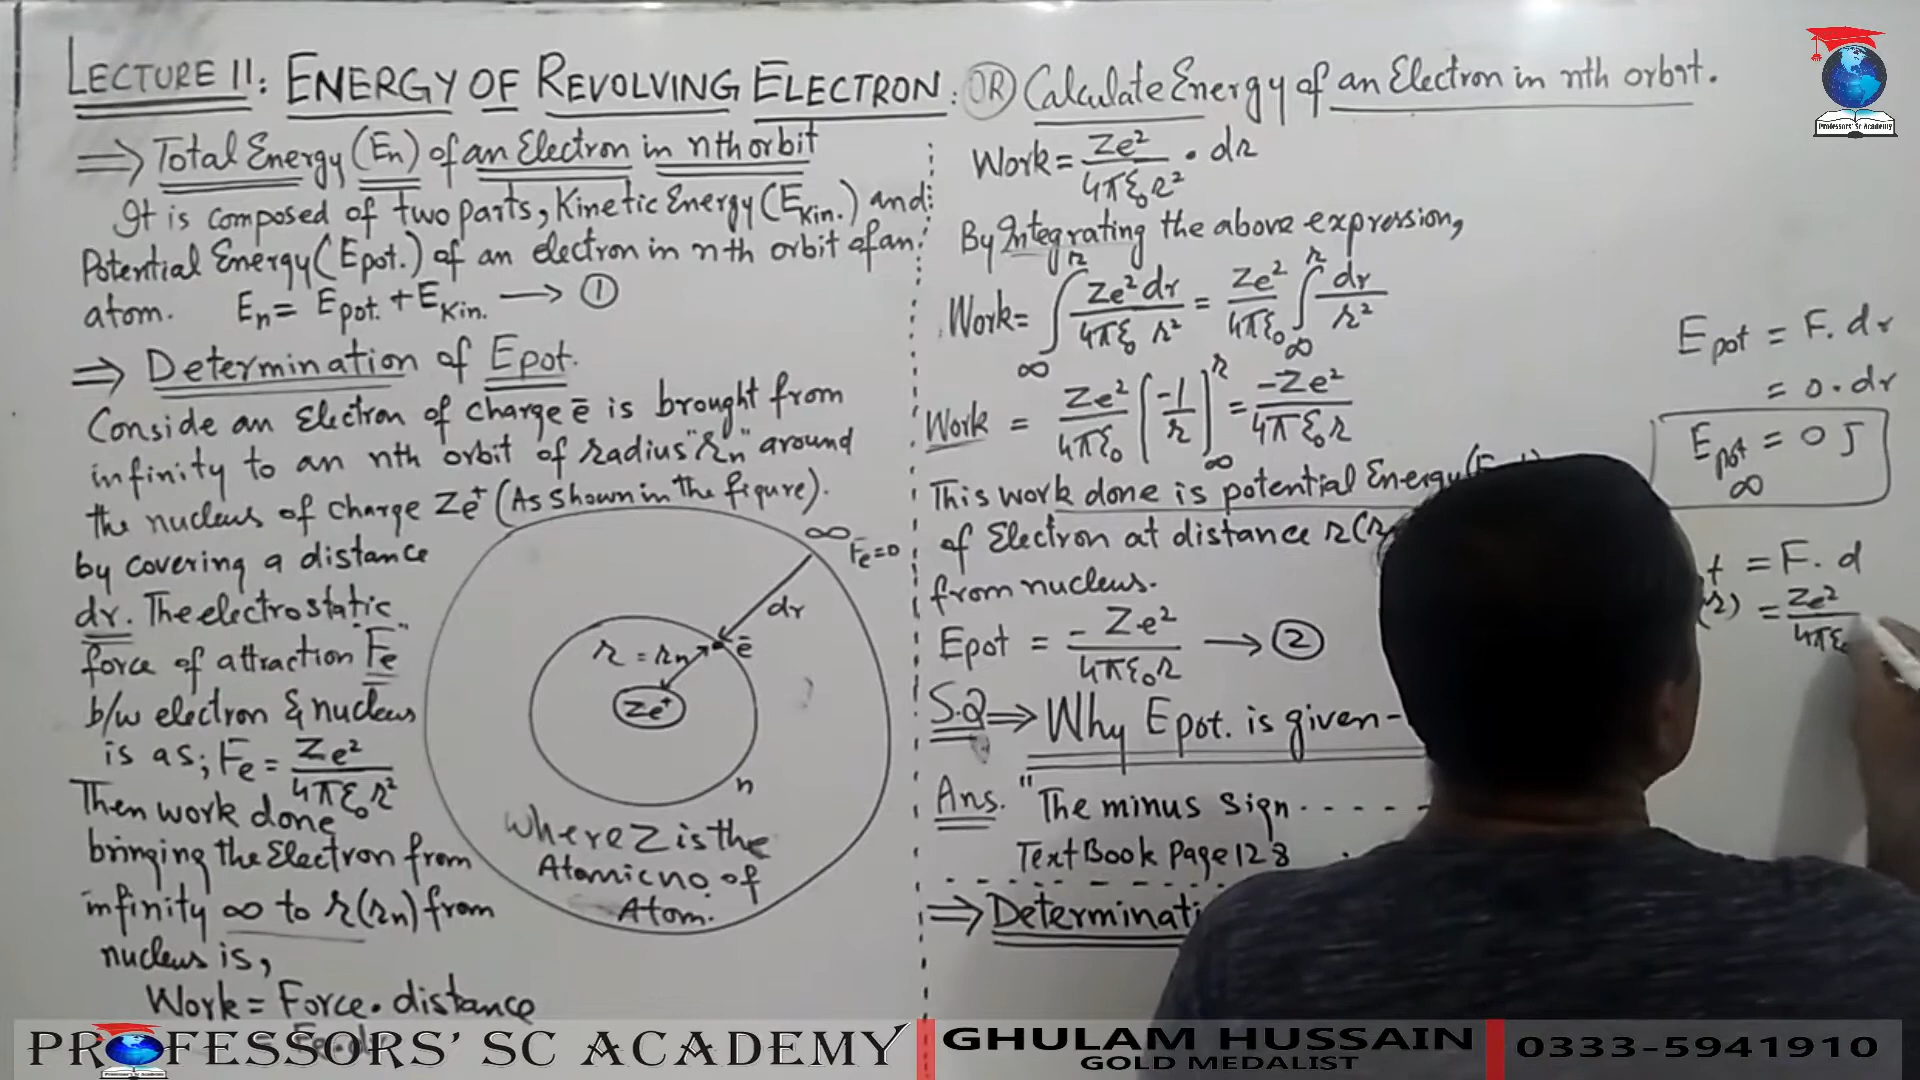 LECTURE 11: ENERGY OF REVOLVING ELECTRON. OR Calculate Energy of an Electron in nth orbit.
⇒ Total Energy (En) of an Electron in nth orbit
It is composed of two parts, Kinetic Energy (EKin.) and
Potential Energy (Epot.) of an electron in nth orbit of an
atom. En = Epot. + EKin. → ①
⇒ Determination of Epot.
Conside an Electron of charge ē is brought from
infinity to an nth orbit of radius "rn" around
the nucleus of charge Ze⁺ (As shown in the figure).
by covering a distance
dr. The electrostatic
force of attraction "Fe"
b/w electron & nucleus
is as; Fe = Ze²/4πε₀r²
Then work done
bringing the Electron from
infinity ∞ to r(rn) from
nucleus is,
Work = Force . distance
∞ Fe=0
dr
r = rn ē
Ze⁺
n
where Z is the
Atomic no. of
Atom.
Work = Ze²/4πε₀r² . dr
By Integrating the above expression,
Work = ∫∞^r Ze²dr/4πε₀ r² = Ze²/4πε₀ ∫∞^r dr/r²
Work = Ze²/4πε₀ [-1/r]∞^r = -Ze²/4πε₀r
This work done is potential Energy
of Electron at distance r
from nucleus.
Epot = - Ze²/4πε₀r → ②
S.Q ⇒ Why Epot. is given -
Ans. "The minus sign - - - - -
Text Book Page 128
⇒ Determinati
Epot = F. dr
= 0 . dr
Epot ∞ = 0 J
t = F. d
(r) = Ze²/4πε₀
Professors' Sc Academy
PROFESSORS' SC ACADEMY
GHULAM HUSSAIN
GOLD MEDALIST
0333-5941910